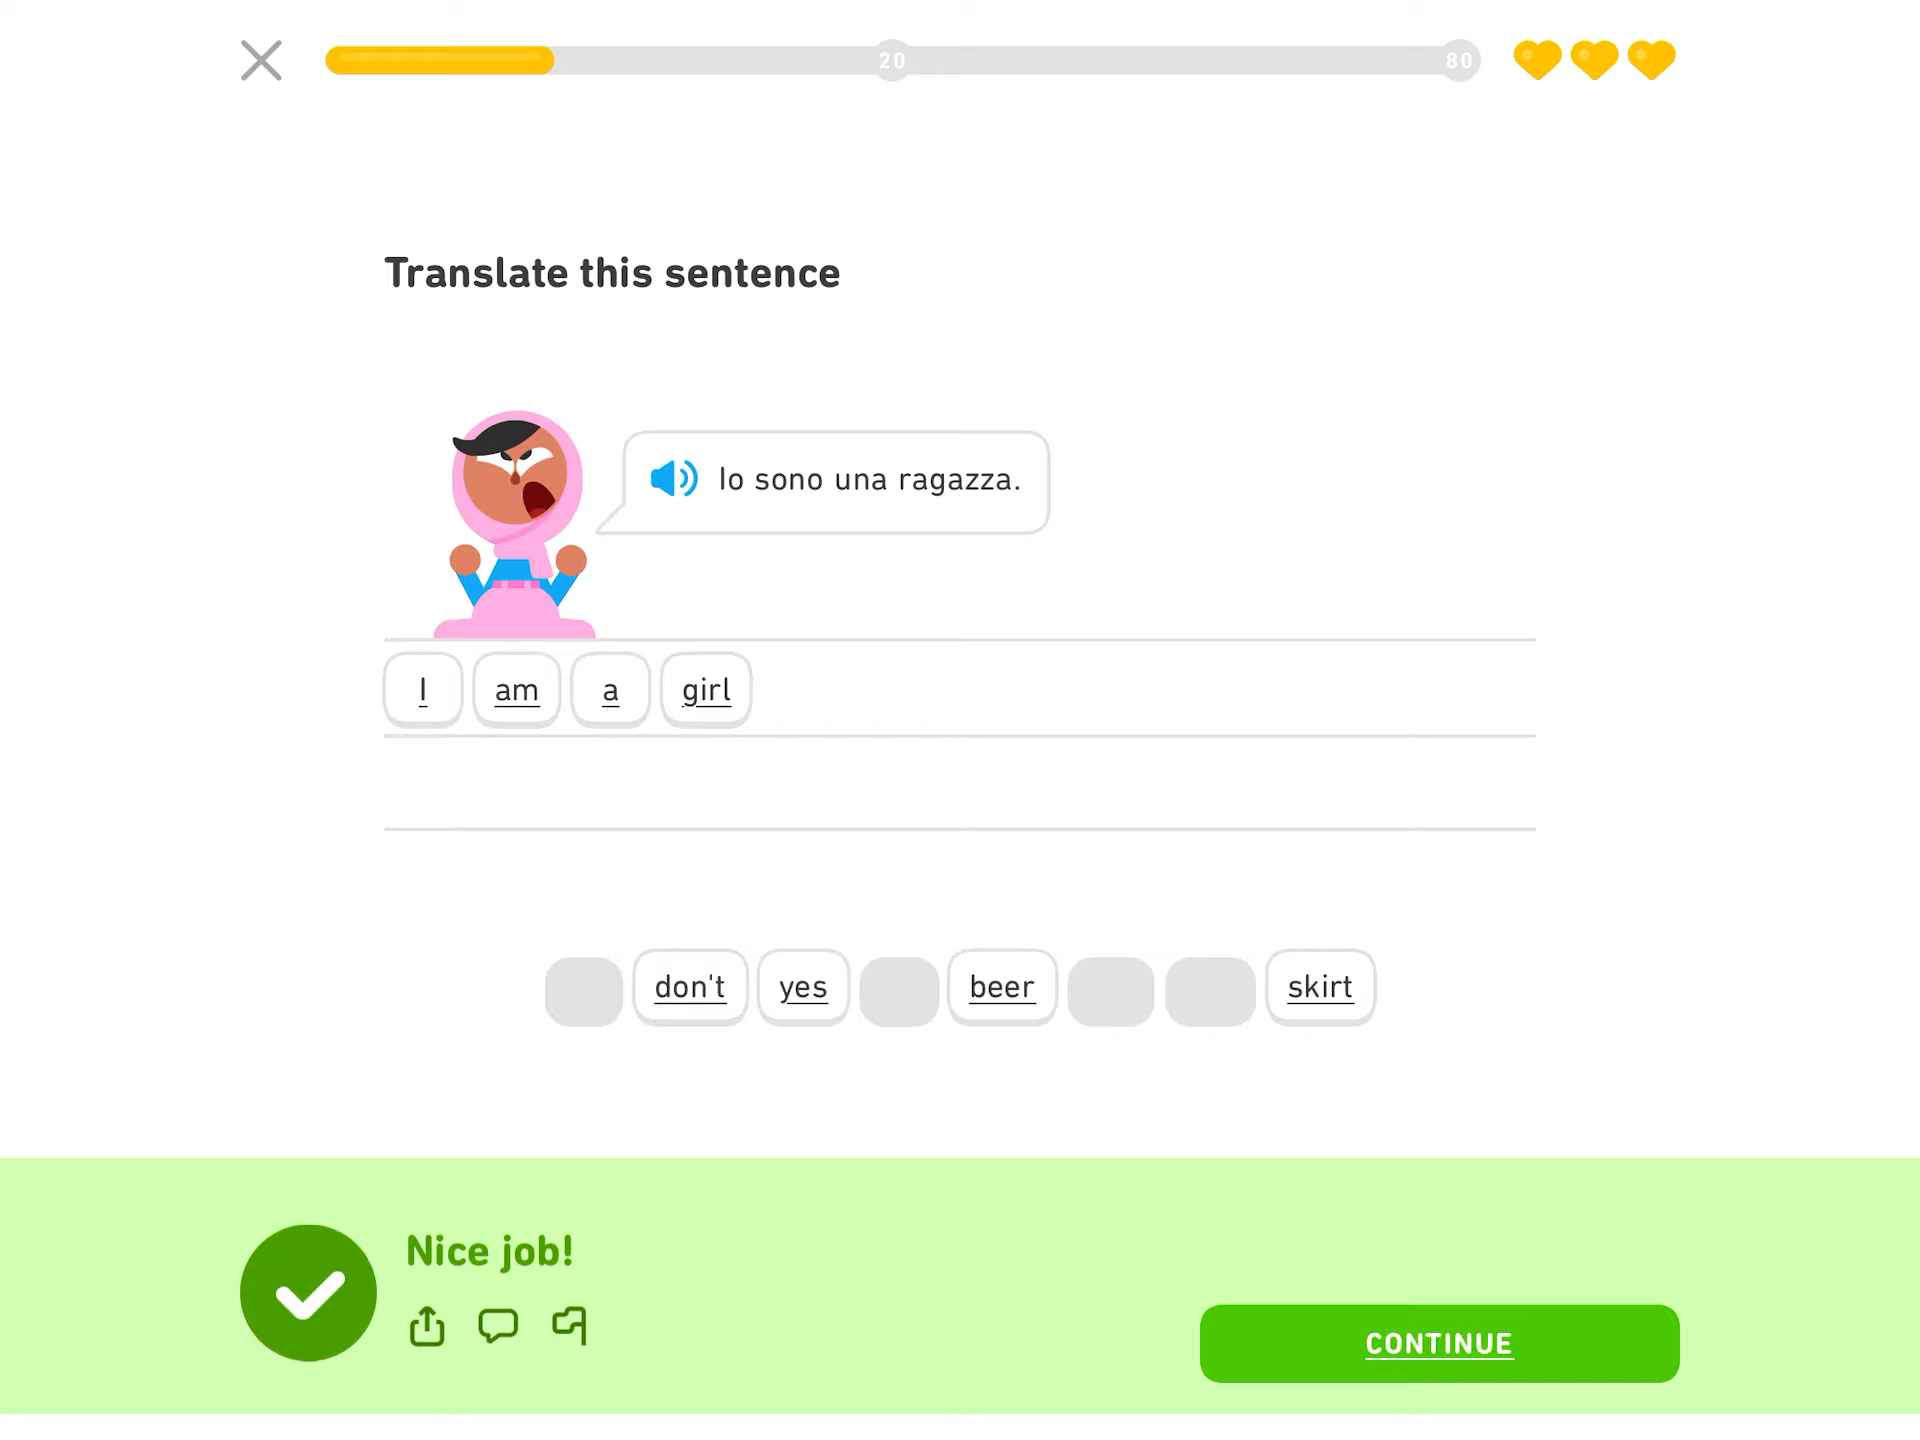 20 80
Translate this sentence
Io sono una ragazza.
I am a girl
don't yes beer skirt
Nice job!
CONTINUE